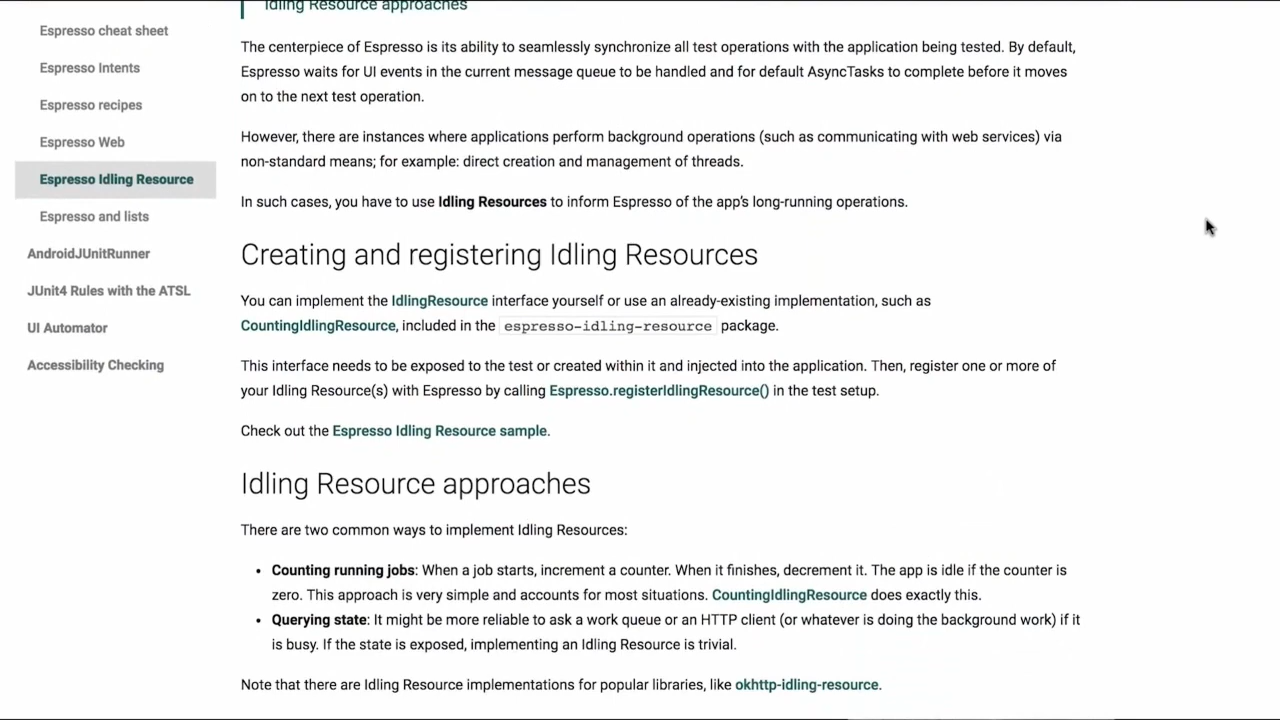 Idling Resource approaches
Espresso cheat sheet
Espresso Intents
Espresso recipes
Espresso Web
Espresso Idling Resource
Espresso and lists
AndroidJUnitRunner
JUnit4 Rules with the ATSL
UI Automator
Accessibility Checking
The centerpiece of Espresso is its ability to seamlessly synchronize all test operations with the application being tested. By default,
Espresso waits for UI events in the current message queue to be handled and for default AsyncTasks to complete before it moves
on to the next test operation.
However, there are instances where applications perform background operations (such as communicating with web services) via
non-standard means; for example: direct creation and management of threads.
In such cases, you have to use Idling Resources to inform Espresso of the app's long-running operations.
Creating and registering Idling Resources
You can implement the IdlingResource interface yourself or use an already-existing implementation, such as
CountingIdlingResource, included in the espresso-idling-resource package.
This interface needs to be exposed to the test or created within it and injected into the application. Then, register one or more of
your Idling Resource(s) with Espresso by calling Espresso.registerIdlingResource() in the test setup.
Check out the Espresso Idling Resource sample.
Idling Resource approaches
There are two common ways to implement Idling Resources:
• Counting running jobs: When a job starts, increment a counter. When it finishes, decrement it. The app is idle if the counter is
zero. This approach is very simple and accounts for most situations. CountingIdlingResource does exactly this.
• Querying state: It might be more reliable to ask a work queue or an HTTP client (or whatever is doing the background work) if it
is busy. If the state is exposed, implementing an Idling Resource is trivial.
Note that there are Idling Resource implementations for popular libraries, like okhttp-idling-resource.